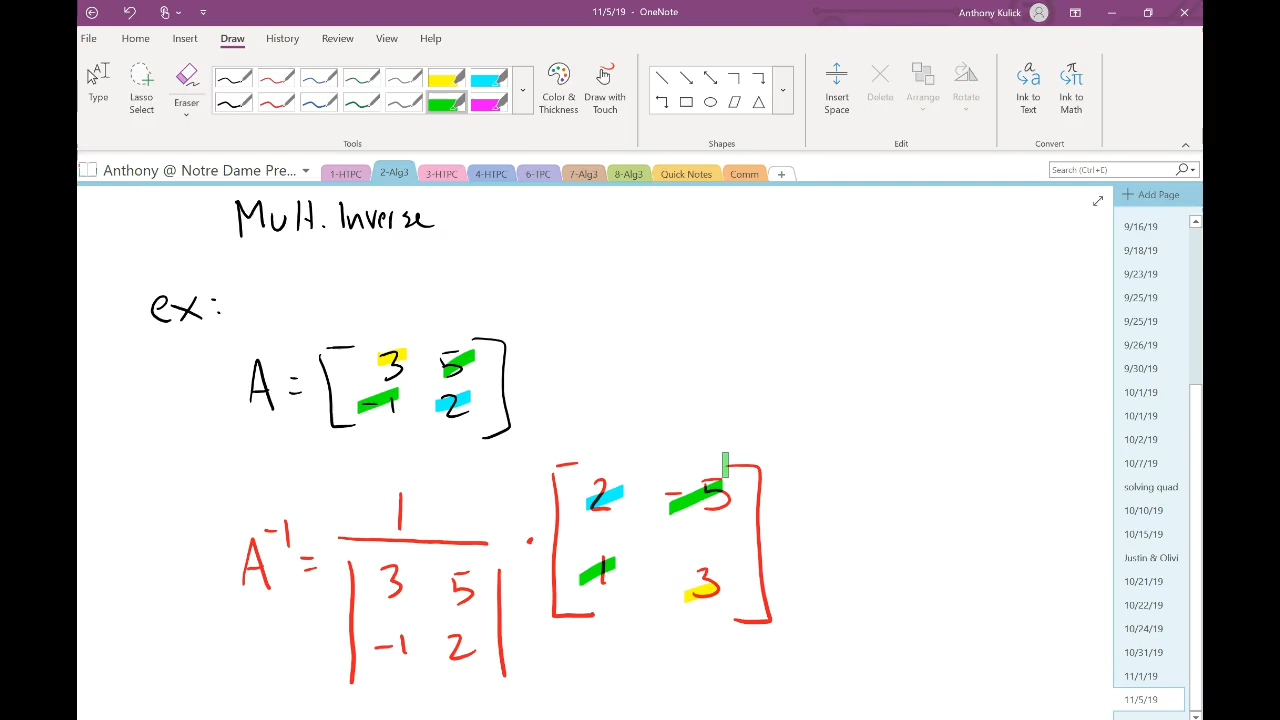 11/5/19 - OneNote
Anthony Kulick
File Home Insert Draw History Review View Help
Type
Lasso Select
Eraser
Color & Thickness
Draw with Touch
Insert Space
Delete
Arrange
Rotate
Ink to Text
Ink to Math
Tools Shapes Edit Convert
Anthony @ Notre Dame Pre...
1-HTPC 2-Alg3 3-HTPC 4-HTPC 6-TPC 7-Alg3 8-Alg3 Quick Notes Comm
Search (Ctrl+E)
Add Page
9/16/19
9/18/19
9/23/19
9/25/19
9/25/19
9/26/19
9/30/19
10/1/19
10/1/19
10/2/19
10/7/19
solving quad
10/10/19
10/15/19
Justin & Olivi
10/21/19
10/22/19
10/24/19
10/31/19
11/1/19
11/5/19
Mult. Inverse
ex:
A = [ 3 5
-1 2 ]
A⁻¹ = 1 / | 3 5
-1 2 | · [ 2 -5
1 3 ]